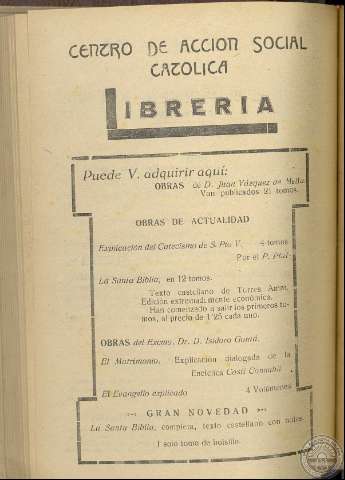 CENTRO DE ACCION SOCIAL
CATOLICA
LIBRERIA
Puede V. adquirir aquí:
OBRAS de D. Juan Vázquez de Mella
Van publicados 21 tomos.
OBRAS DE ACTUALIDAD
Explicación del Catecismo de S. Pío V. 4 tomos
Por el P.
La Santa Biblia, en 12 tomos.
Texto castellano de Torres Amat.
Edición extremadamente económica.
Han comenzado a salir los primeros to-
mos, al precio de 1'25 cada uno.
OBRAS del Excmo. Dr. D. Isidoro Gomá.
El Matrimonio. Explicación dialogada de la
Encíclica Casti Connubii
El Evangelio explicado 4 Volúmenes
GRAN NOVEDAD
La Santa Biblia, completa, texto castellano con notas
1 solo tomo de bolsillo.